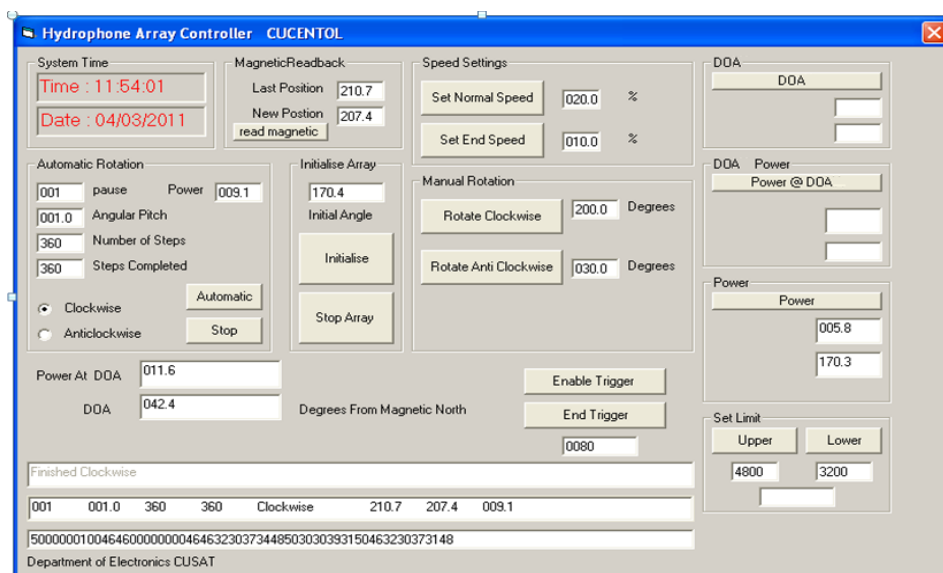 Hydrophone Array Controller CUCENTOL
System Time
Time : 11:54:01
Date : 04/03/2011
MagneticReadback
Last Position 210.7
New Postion 207.4
read magnetic
Speed Settings
Set Normal Speed 020.0 %
Set End Speed 010.0 %
DOA
DOA
Automatic Rotation
001 pause Power 009.1
001.0 Angular Pitch
360 Number of Steps
360 Steps Completed
Clockwise
Automatic
Anticlockwise
Stop
Initialise Array
170.4
Initial Angle
Initialise
Stop Array
Manual Rotation
Rotate Clockwise 200.0 Degrees
Rotate Anti Clockwise 030.0 Degrees
DOA Power
Power @ DOA
Power
Power
005.8
170.3
Power At DOA 011.6
DOA 042.4 Degrees From Magnetic North
Enable Trigger
End Trigger
0080
Set Limit
Upper Lower
4800 3200
Finished Clockwise
001 001.0 360 360 Clockwise 210.7 207.4 009.1
Department of Electronics CUSAT